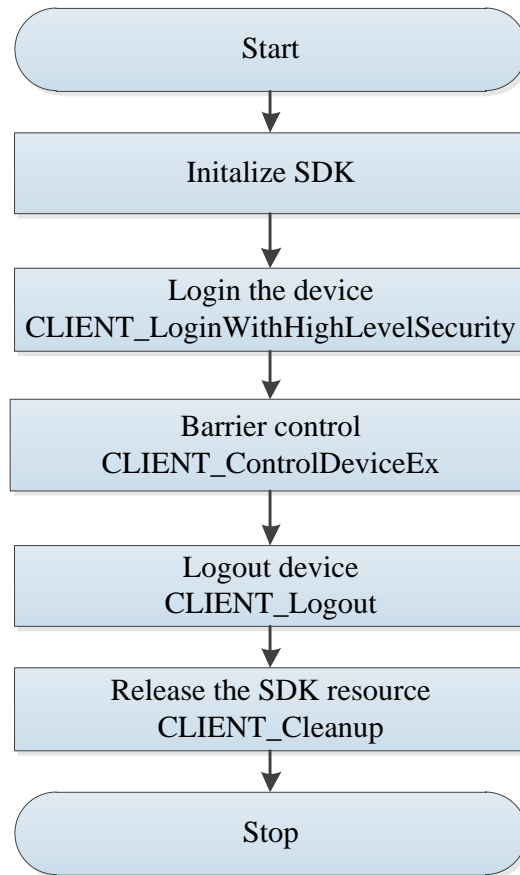 Start
Initalize SDK
Login the device
CLIENT_LoginWithHighLevelSecurity
Barrier control
CLIENT_ControlDeviceEx
Logout device
CLIENT_Logout
Release the SDK resource
CLIENT_Cleanup
Stop